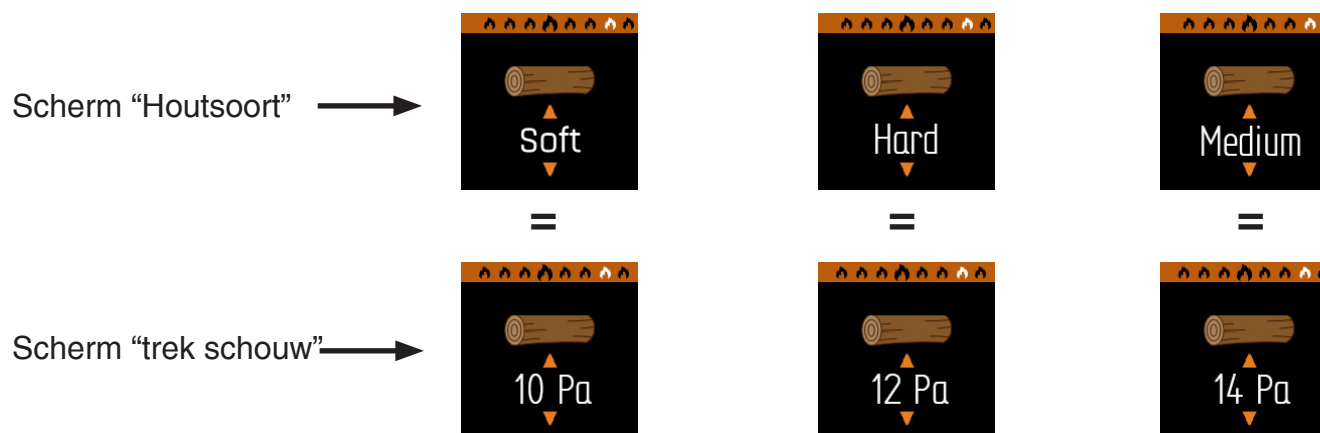 Scherm “Houtsoort”
Soft
Hard
Medium
=
=
=
Scherm “trek schouw”
10 Pa
12 Pa
14 Pa